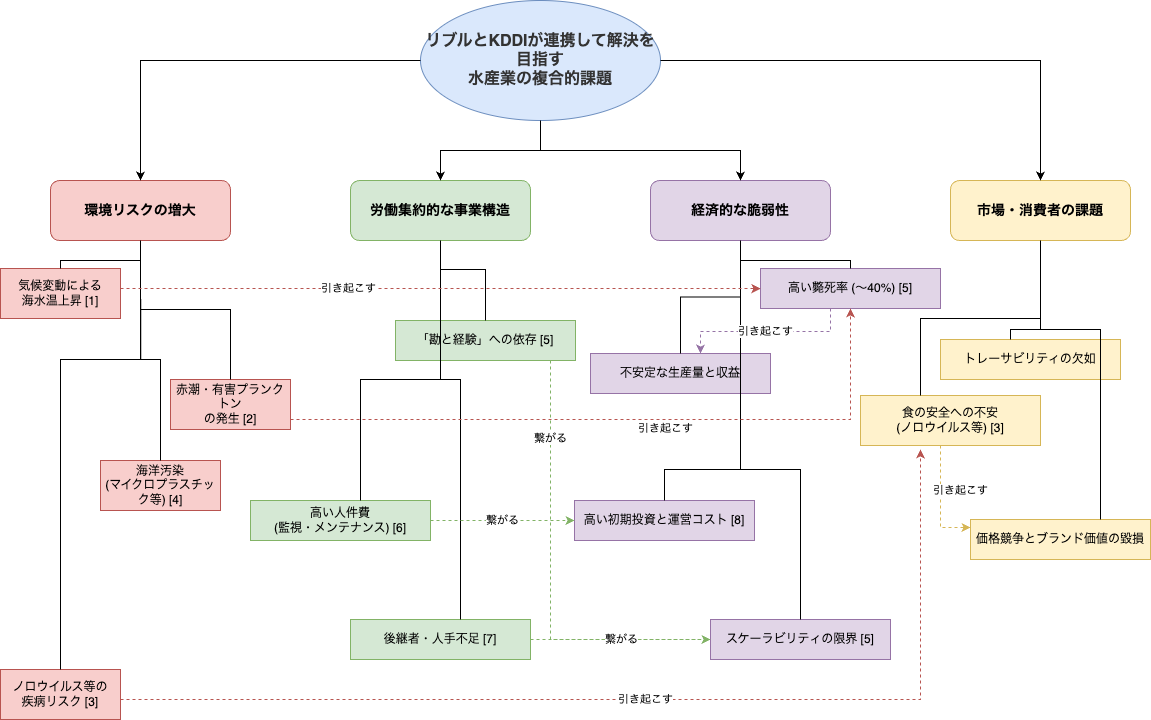 リブルとKDDIが連携して解決を
目指す
水産業の複合的課題
環境リスクの増大
労働集約的な事業構造
経済的な脆弱性
市場・消費者の課題
気候変動による
海水温上昇 [1]
引き起こす
高い斃死率 (〜40%) [5]
「勘と経験」への依存 [5]
引き起こす
トレーサビリティの欠如
不安定な生産量と収益
赤潮・有害プランク
トン
の発生 [2]
引き起こす
食の安全への不安
(ノロウイルス等) [3]
繋がる
海洋汚染
(マイクロプラスチッ
ク等) [4]
引き起こす
高い人件費
(監視・メンテナンス) [6]
繋がる
高い初期投資と運営コスト [8]
価格競争とブランド価値の毀損
後継者・人手不足 [7]
繋がる
スケーラビリティの限界 [5]
ノロウイルス等の
疾病リスク [3]
引き起こす